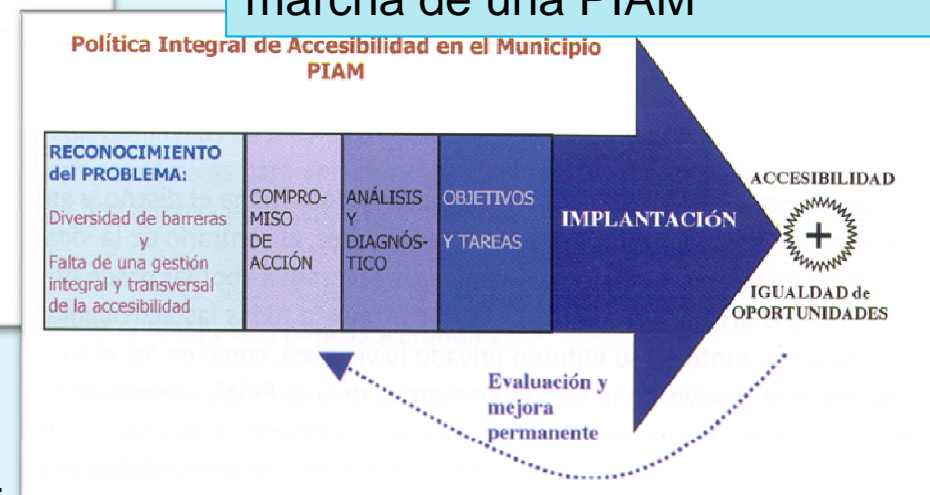 marcha de una PIAM
Política Integral de Accesibilidad en el Municipio
PIAM
RECONOCIMIENTO
del PROBLEMA:
Diversidad de barreras
y
Falta de una gestión
integral y transversal
de la accesibilidad
COMPRO-
MISO
DE
ACCIÓN
ANÁLISIS
Y
DIAGNÓS-
TICO
OBJETIVOS
Y TAREAS
IMPLANTACIÓN
ACCESIBILIDAD
+
IGUALDAD de
OPORTUNIDADES
Evaluación y
mejora
permanente